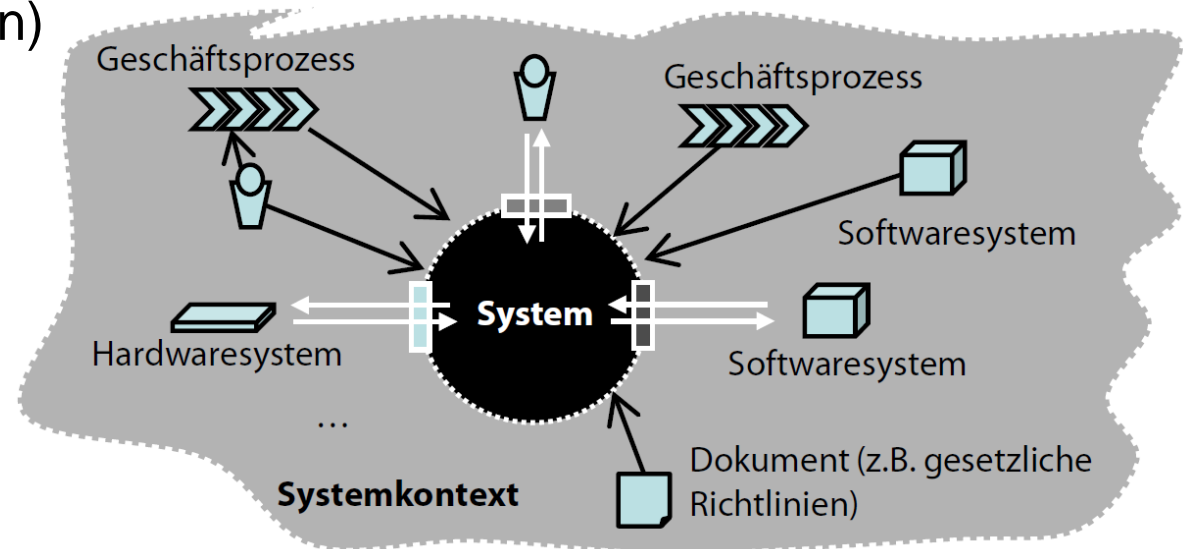 n)
Geschäftsprozess
Geschäftsprozess
Softwaresystem
System
Hardwaresystem
Softwaresystem
...
Dokument (z.B. gesetzliche
Richtlinien)
Systemkontext